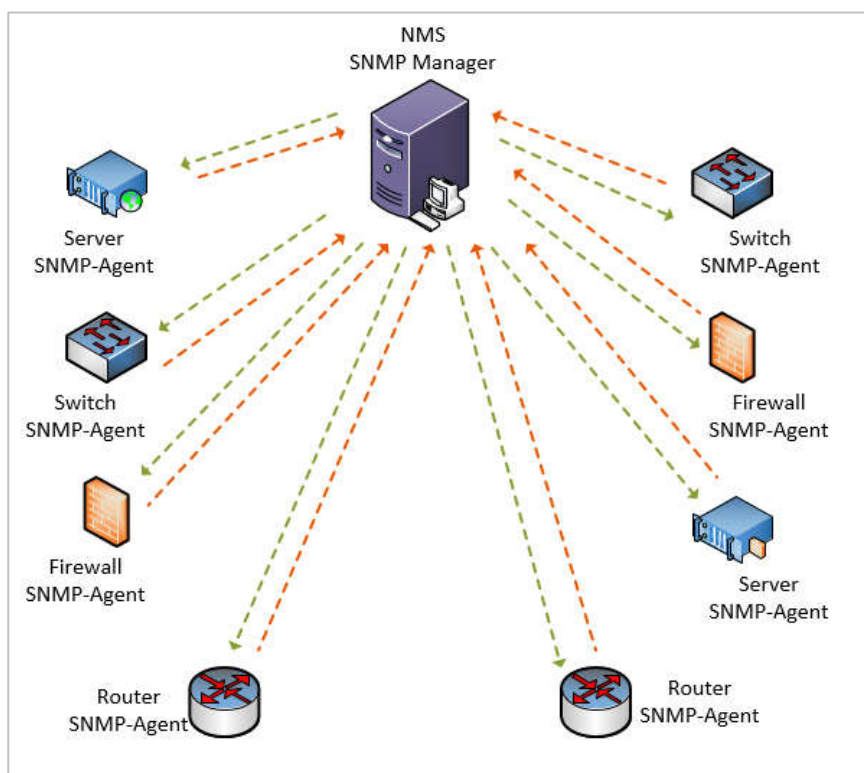 NMS
SNMP Manager
Server
SNMP-Agent
Switch
SNMP-Agent
Switch
SNMP-Agent
Firewall
SNMP-Agent
Firewall
SNMP-Agent
Server
SNMP-Agent
Router
SNMP-Agent
Router
SNMP-Agent